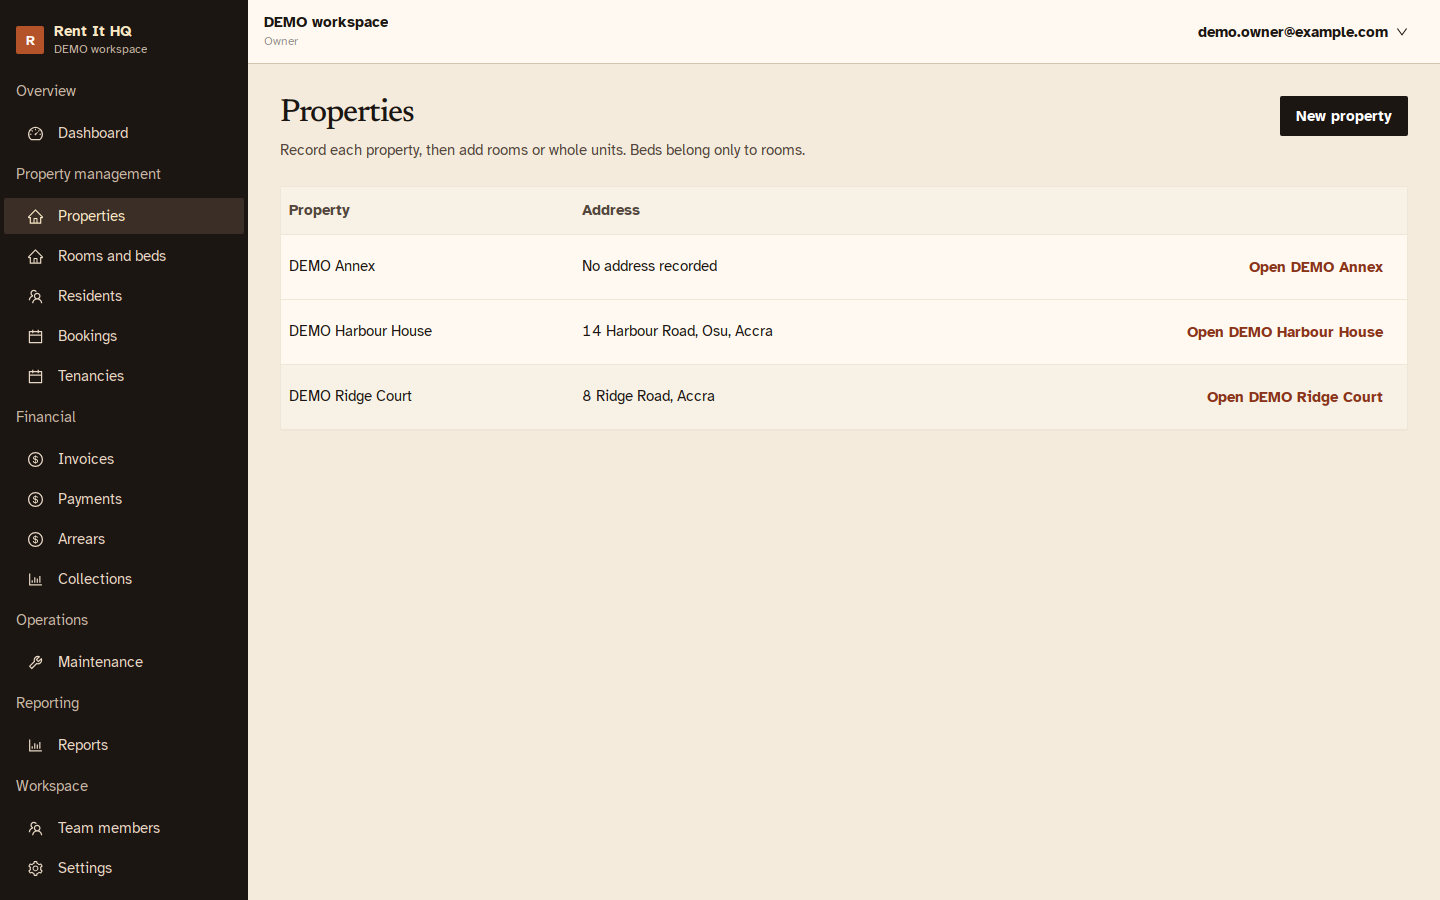 R
Rent It HQ
DEMO workspace
Overview
Dashboard
Property management
Properties
Rooms and beds
Residents
Bookings
Tenancies
Financial
Invoices
Payments
Arrears
Collections
Operations
Maintenance
Reporting
Reports
Workspace
Team members
Settings
DEMO workspace
Owner
demo.owner@example.com
Properties
New property
Record each property, then add rooms or whole units. Beds belong only to rooms.
Property Address
DEMO Annex No address recorded Open DEMO Annex
DEMO Harbour House 14 Harbour Road, Osu, Accra Open DEMO Harbour House
DEMO Ridge Court 8 Ridge Road, Accra Open DEMO Ridge Court